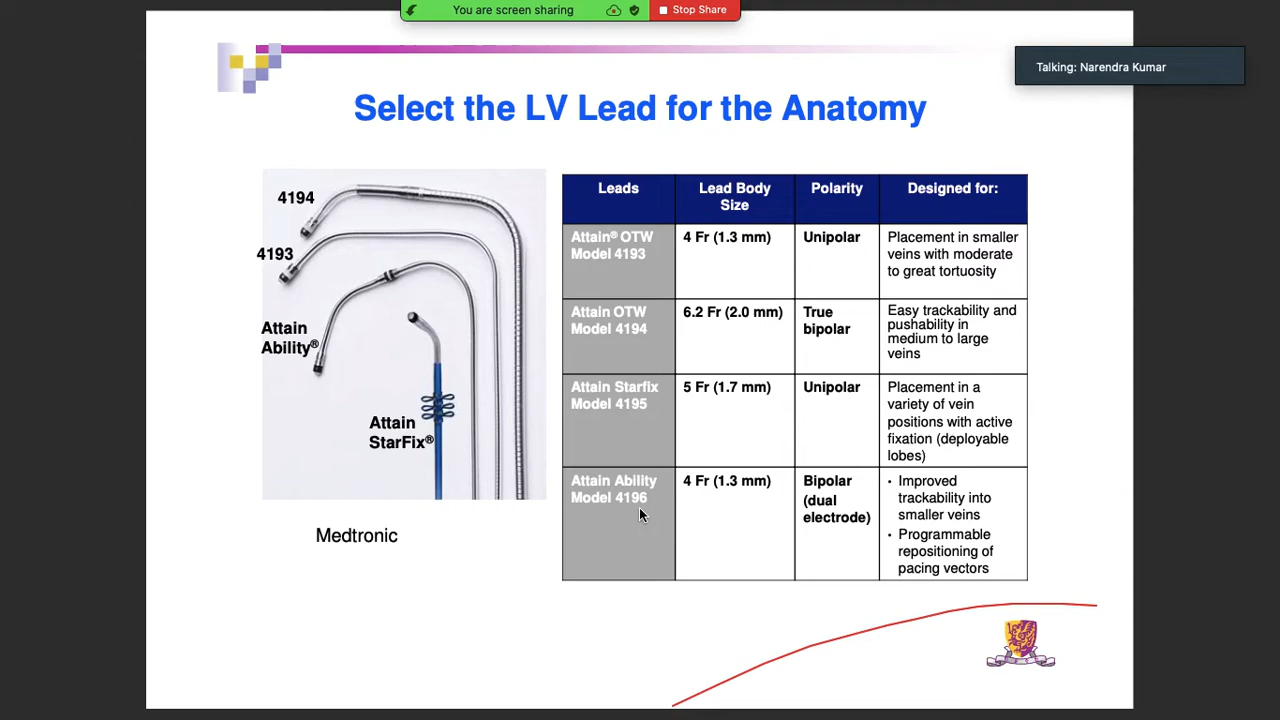 You are screen sharing
Stop Share
Talking: Narendra Kumar
Select the LV Lead for the Anatomy
4194
4193
Attain
Ability®
Attain
StarFix®
Medtronic
Leads
Lead Body
Size
Polarity
Designed for:
Attain® OTW
Model 4193
4 Fr (1.3 mm)
Unipolar
Placement in smaller
veins with moderate
to great tortuosity
Attain OTW
Model 4194
6.2 Fr (2.0 mm)
True
bipolar
Easy trackability and
pushability in
medium to large
veins
Attain Starfix
Model 4195
5 Fr (1.7 mm)
Unipolar
Placement in a
variety of vein
positions with active
fixation (deployable
lobes)
Attain Ability
Model 4196
4 Fr (1.3 mm)
Bipolar
(dual
electrode)
• Improved
trackability into
smaller veins
• Programmable
repositioning of
pacing vectors